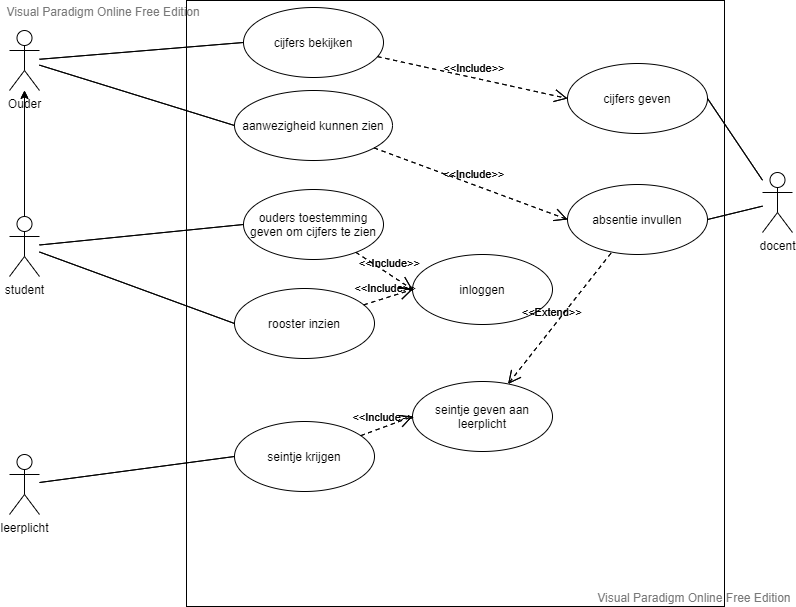 Visual Paradigm Online Free Edition
cijfers bekijken
<<Include>>
cijfers geven
Ouder
aanwezigheid kunnen zien
<<Include>>
absentie invullen
docent
ouders toestemming
geven om cijfers te zien
<<Include>>
student
<<Include>>
inloggen
rooster inzien
<<Extend>>
seintje geven aan
leerplicht
<<Include>>
seintje krijgen
leerplicht
Visual Paradigm Online Free Edition